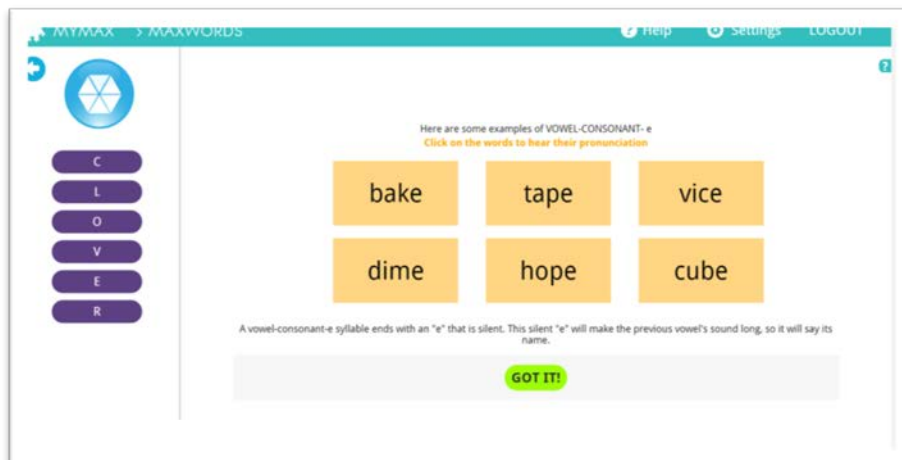 MYMAX > MAXWORDS
? Help Settings LOGOUT
?
Here are some examples of VOWEL-CONSONANT- e
Click on the words to hear their pronunciation
C
L
O
V
E
R
bake tape vice
dime hope cube
A vowel-consonant-e syllable ends with an "e" that is silent. This silent "e" will make the previous vowel's sound long, so it will say its
name.
GOT IT!